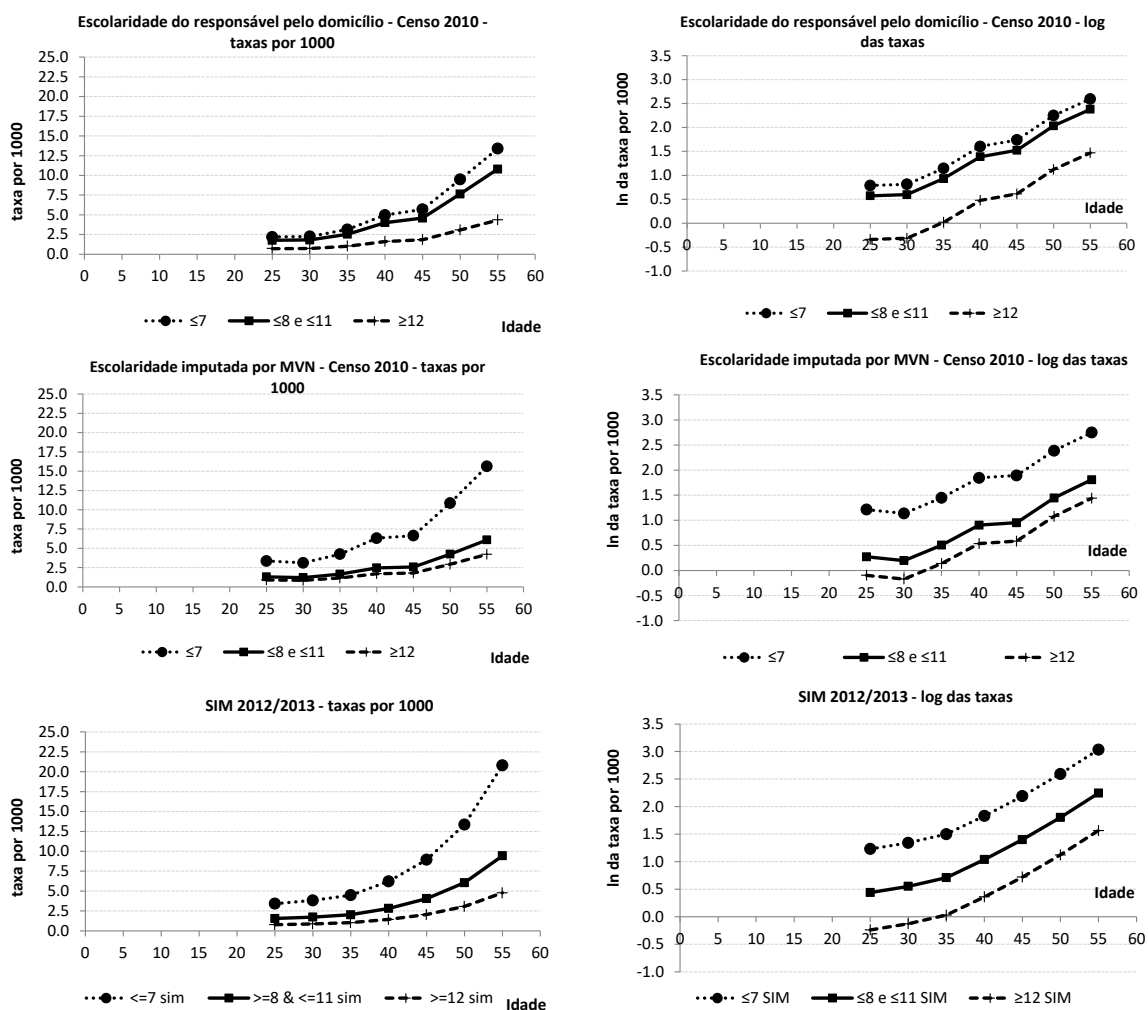 Escolaridade do responsável pelo domicílio - Censo 2010 -
taxas por 1000
taxa por 1000
25.0
22.5
20.0
17.5
15.0
12.5
10.0
7.5
5.0
2.5
0.0
0 5 10 15 20 25 30 35 40 45 50 55 60
≤7 ≤8 e ≤11 ≥12
Idade
Escolaridade do responsável pelo domicílio - Censo 2010 - log
das taxas
ln da taxa por 1000
3.5
3.0
2.5
2.0
1.5
1.0
0.5
0.0
-0.5
-1.0
Idade
0 5 10 15 20 25 30 35 40 45 50 55 60
≤7 ≤8 e ≤11 ≥12
Escolaridade imputada por MVN - Censo 2010 - taxas por
1000
taxa por 1000
25.0
22.5
20.0
17.5
15.0
12.5
10.0
7.5
5.0
2.5
0.0
0 5 10 15 20 25 30 35 40 45 50 55 60
≤7 ≤8 e ≤11 ≥12
Idade
Escolaridade imputada por MVN - Censo 2010 - log das taxas
ln da taxa por 1000
3.5
3.0
2.5
2.0
1.5
1.0
0.5
0.0
-0.5
-1.0
Idade
0 5 10 15 20 25 30 35 40 45 50 55 60
≤7 ≤8 e ≤11 ≥12
SIM 2012/2013 - taxas por 1000
taxa por 1000
25.0
22.5
20.0
17.5
15.0
12.5
10.0
7.5
5.0
2.5
0.0
0 5 10 15 20 25 30 35 40 45 50 55 60
<=7 sim >=8 & <=11 sim >=12 sim
Idade
SIM 2012/2013 - log das taxas
ln da taxa por 1000
3.5
3.0
2.5
2.0
1.5
1.0
0.5
0.0
-0.5
-1.0
Idade
0 5 10 15 20 25 30 35 40 45 50 55 60
≤7 SIM ≤8 e ≤11 SIM ≥12 SIM